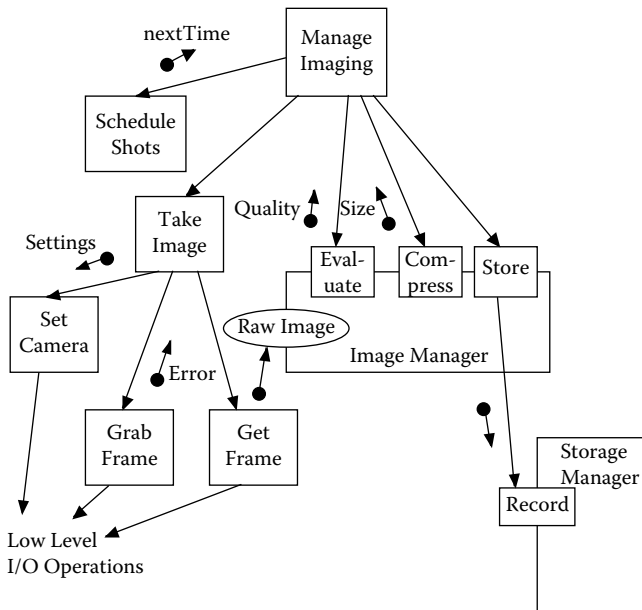 nextTime
Manage
Imaging
Schedule
Shots
Take
Image
Quality
Size
Settings
Eval-
uate
Com-
press
Store
Set
Camera
Raw Image
Image Manager
Error
Grab
Frame
Get
Frame
Storage
Manager
Record
Low Level
I/O Operations